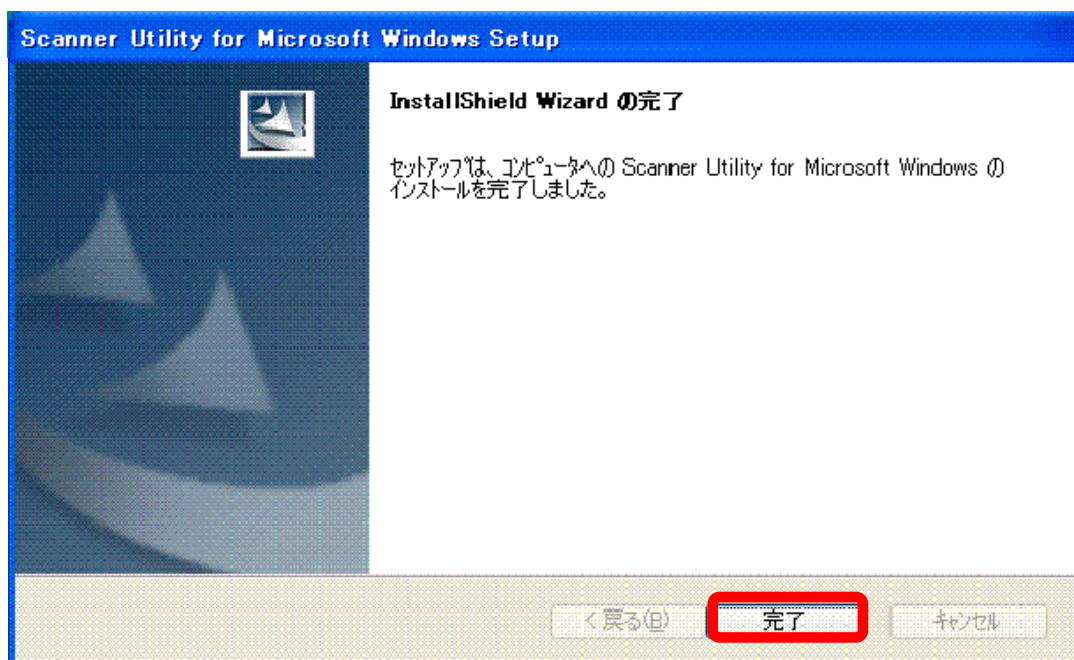 Scanner Utility for Microsoft Windows Setup
InstallShield Wizard の完了
ｾｯﾄｱｯﾌﾟは、ｺﾝﾋﾟｭｰﾀへの Scanner Utility for Microsoft Windows の
ｲﾝｽﾄｰﾙを完了しました。
< 戻る(B)
完了
ｷｬﾝｾﾙ